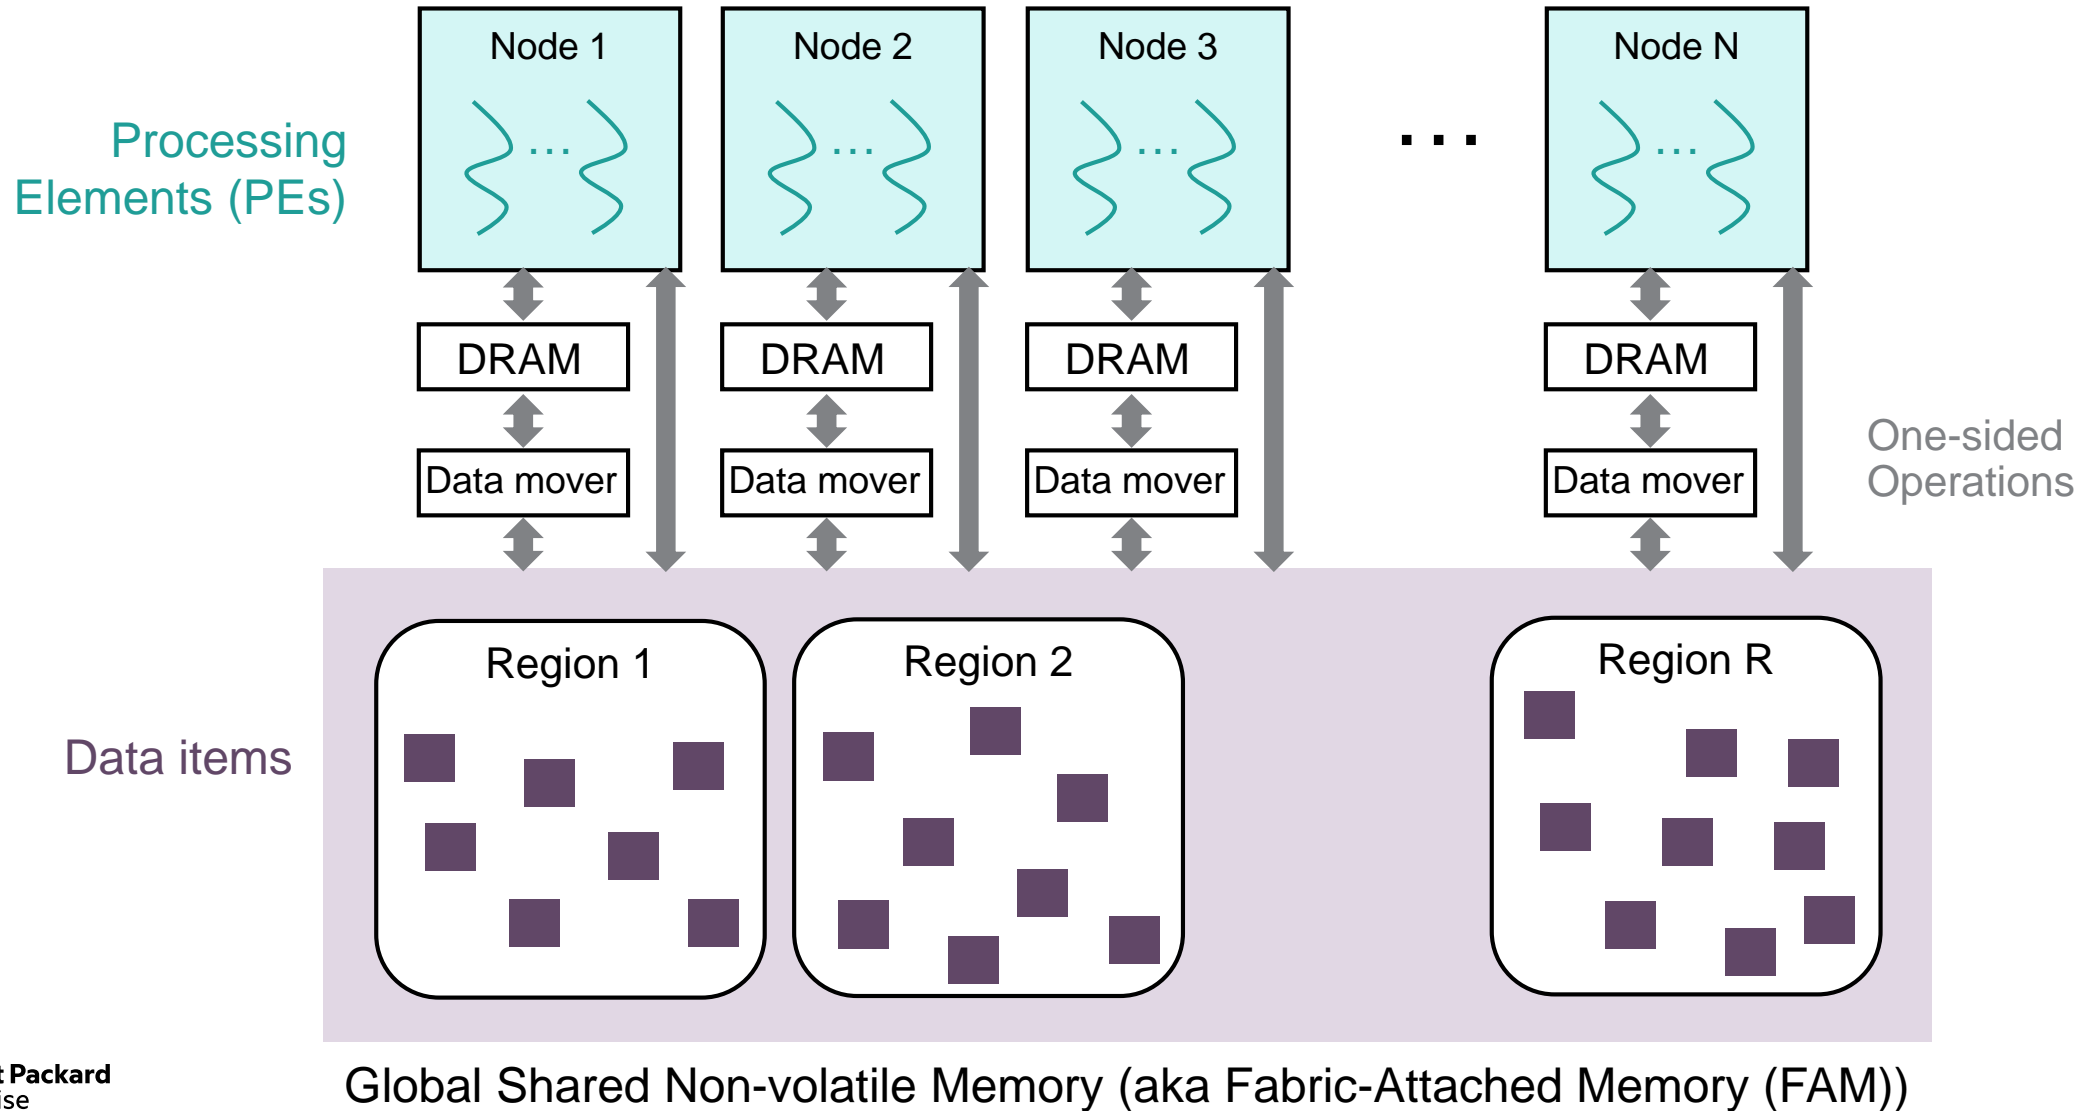 Node 1
Node 2
Node 3
...
Node N
...
...
...
...
Processing
Elements (PEs)
DRAM
DRAM
DRAM
DRAM
Data mover
Data mover
Data mover
Data mover
One-sided
Operations
Region 1
Region 2
Region R
Data items
Global Shared Non-volatile Memory (aka Fabric-Attached Memory (FAM))
Packard